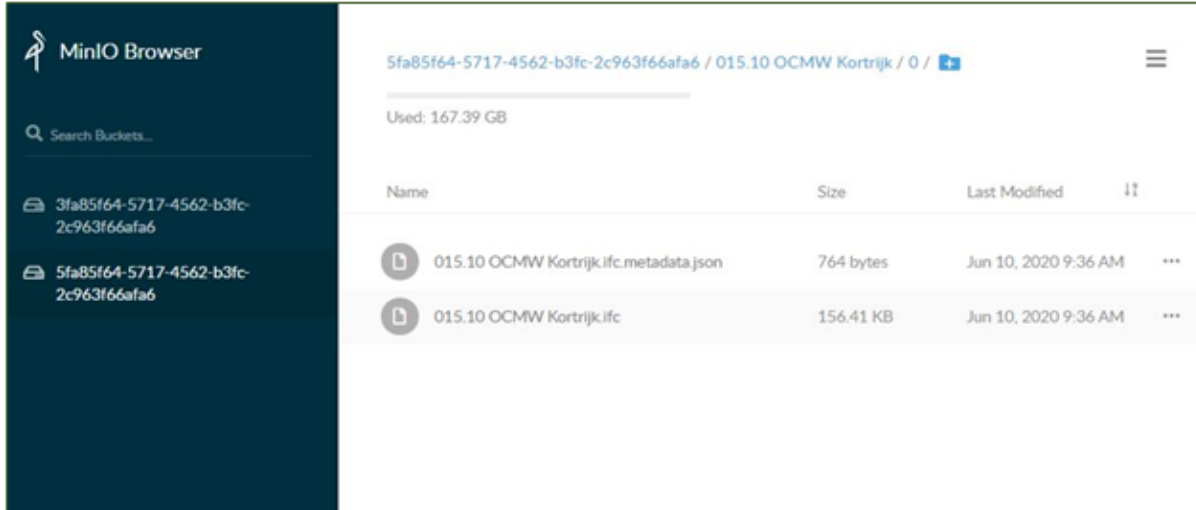 MinIO Browser
Search Buckets...
3fa85f64-5717-4562-b3fc-
2c963f66afa6
5fa85f64-5717-4562-b3fc-
2c963f66afa6
5fa85f64-5717-4562-b3fc-2c963f66afa6 / 015.10 OCMW Kortrijk / 0 /
Used: 167.39 GB
Name Size Last Modified
015.10 OCMW Kortrijk.ifc.metadata.json 764 bytes Jun 10, 2020 9:36 AM
015.10 OCMW Kortrijk.ifc 156.41 KB Jun 10, 2020 9:36 AM